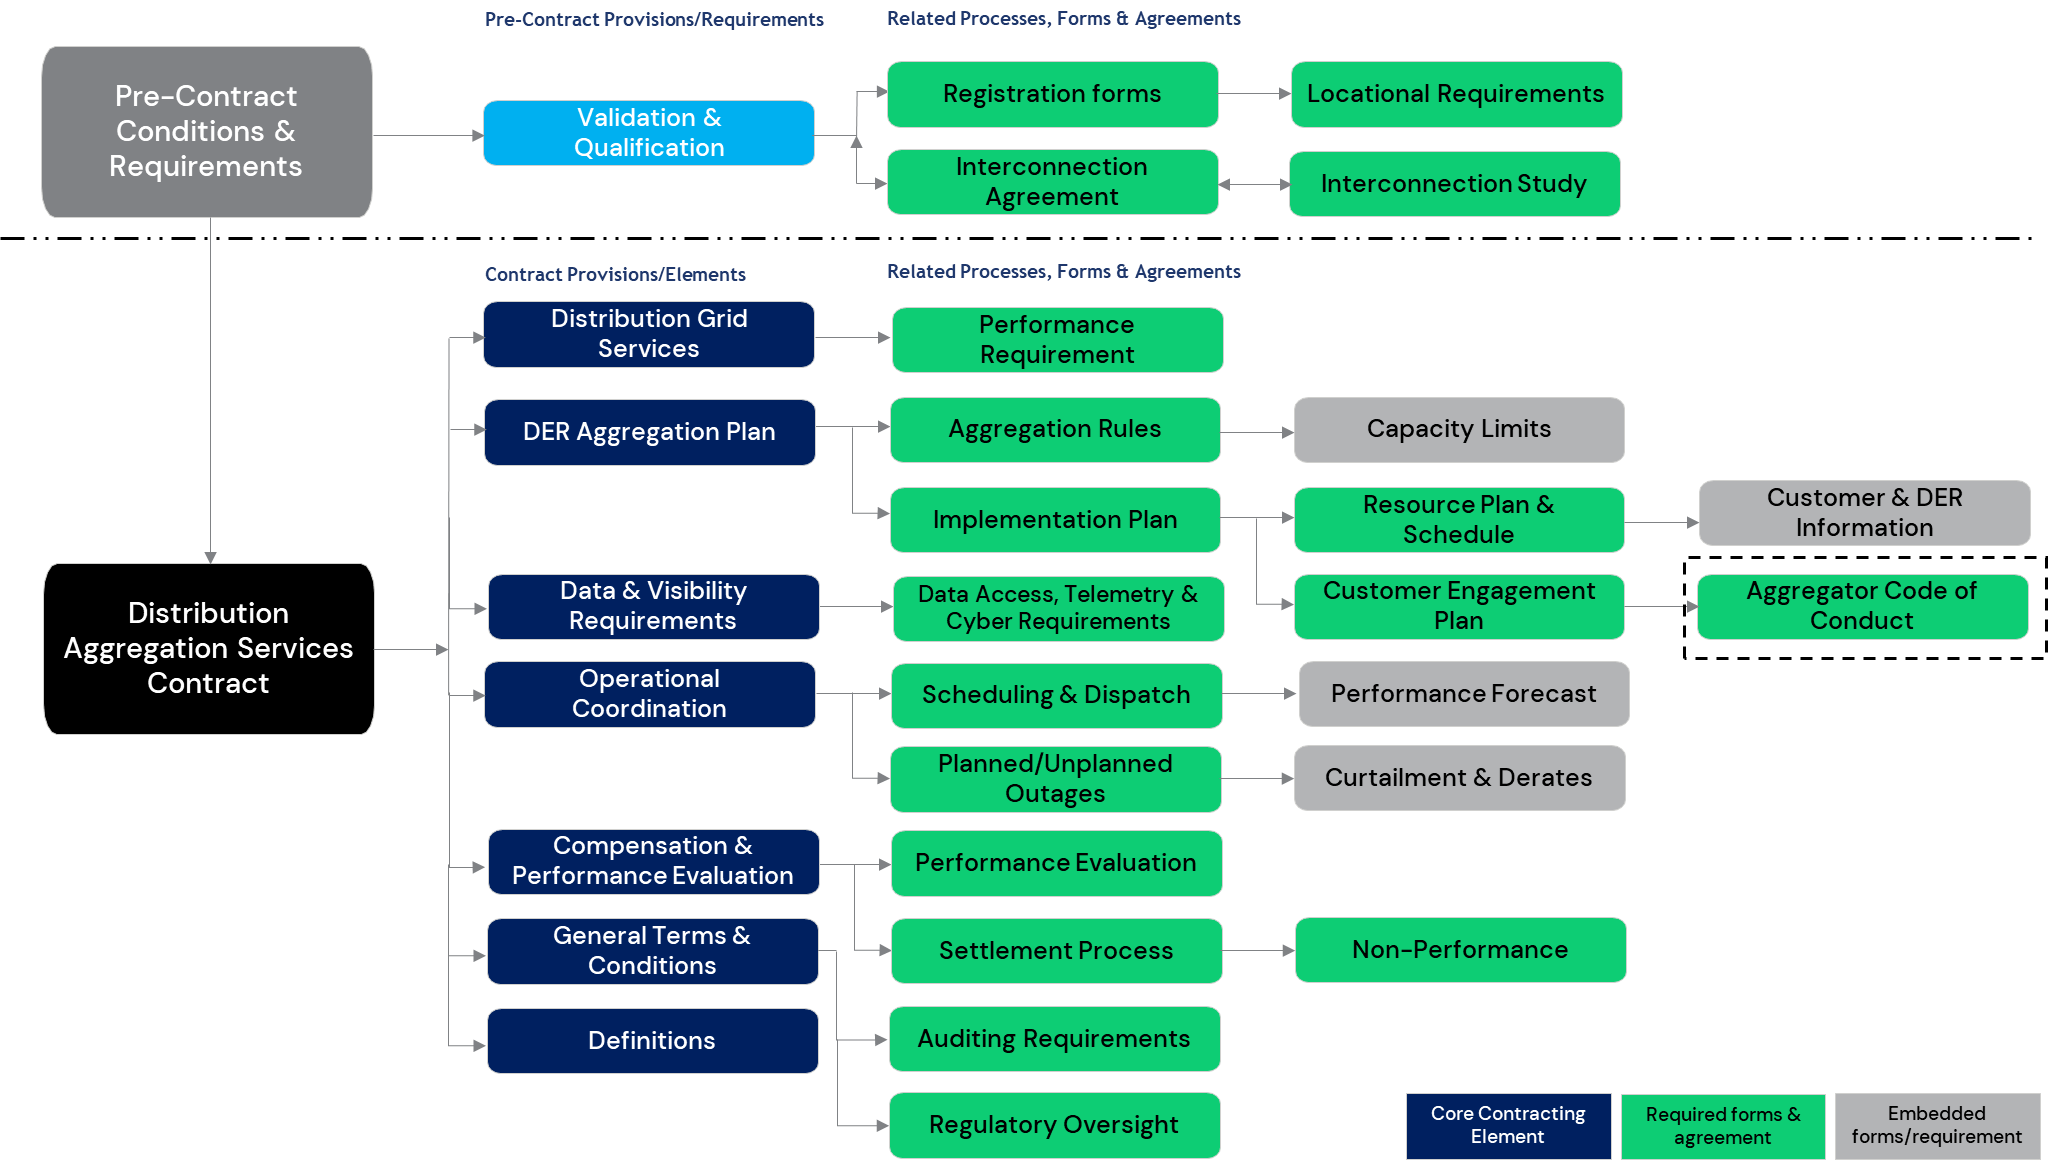 Pre-Contract Provisions/Requirements
Related Processes, Forms & Agreements
Pre-Contract
Conditions &
Requirements
Validation &
Qualification
Registration forms
Locational Requirements
Interconnection
Agreement
Interconnection Study
Contract Provisions/Elements
Related Processes, Forms & Agreements
Distribution
Aggregation Services
Contract
Distribution Grid
Services
Performance
Requirement
DER Aggregation Plan
Aggregation Rules
Capacity Limits
Implementation Plan
Resource Plan &
Schedule
Customer & DER
Information
Data & Visibility
Requirements
Data Access, Telemetry &
Cyber Requirements
Customer Engagement
Plan
Aggregator Code of
Conduct
Operational
Coordination
Scheduling & Dispatch
Performance Forecast
Planned/Unplanned
Outages
Curtailment & Derates
Compensation &
Performance Evaluation
Performance Evaluation
General Terms &
Conditions
Settlement Process
Non-Performance
Definitions
Auditing Requirements
Regulatory Oversight
Core Contracting
Element
Required forms &
agreement
Embedded
forms/requirement